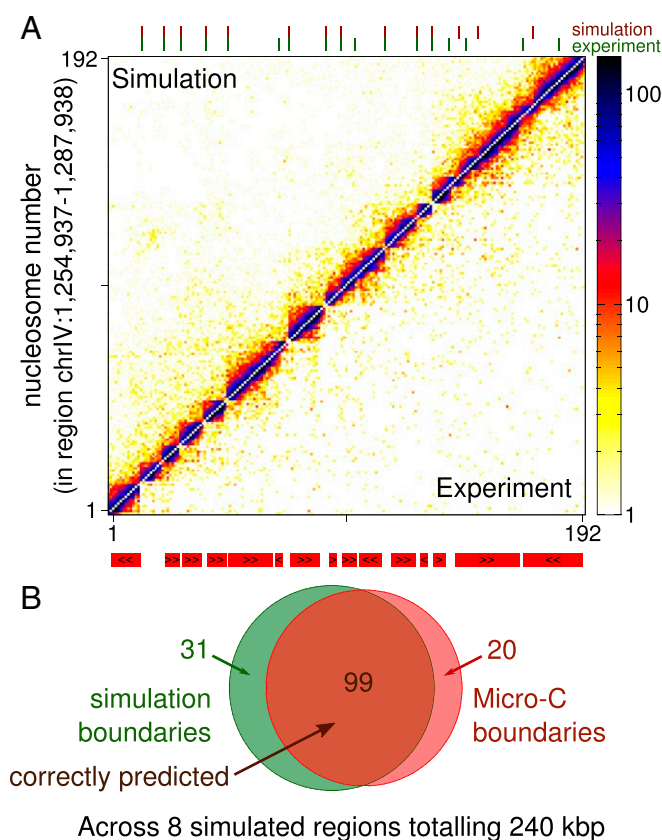 A
simulation
experiment
192
Simulation
100
nucleosome number
(in region chrIV:1,254,937-1,287,938)
10
Experiment
1
1
1
192
<< >> >> >> >> < >> > >> << >> < > >> <<
B
31
20
99
simulation
boundaries
Micro-C
boundaries
correctly predicted
Across 8 simulated regions totalling 240 kbp